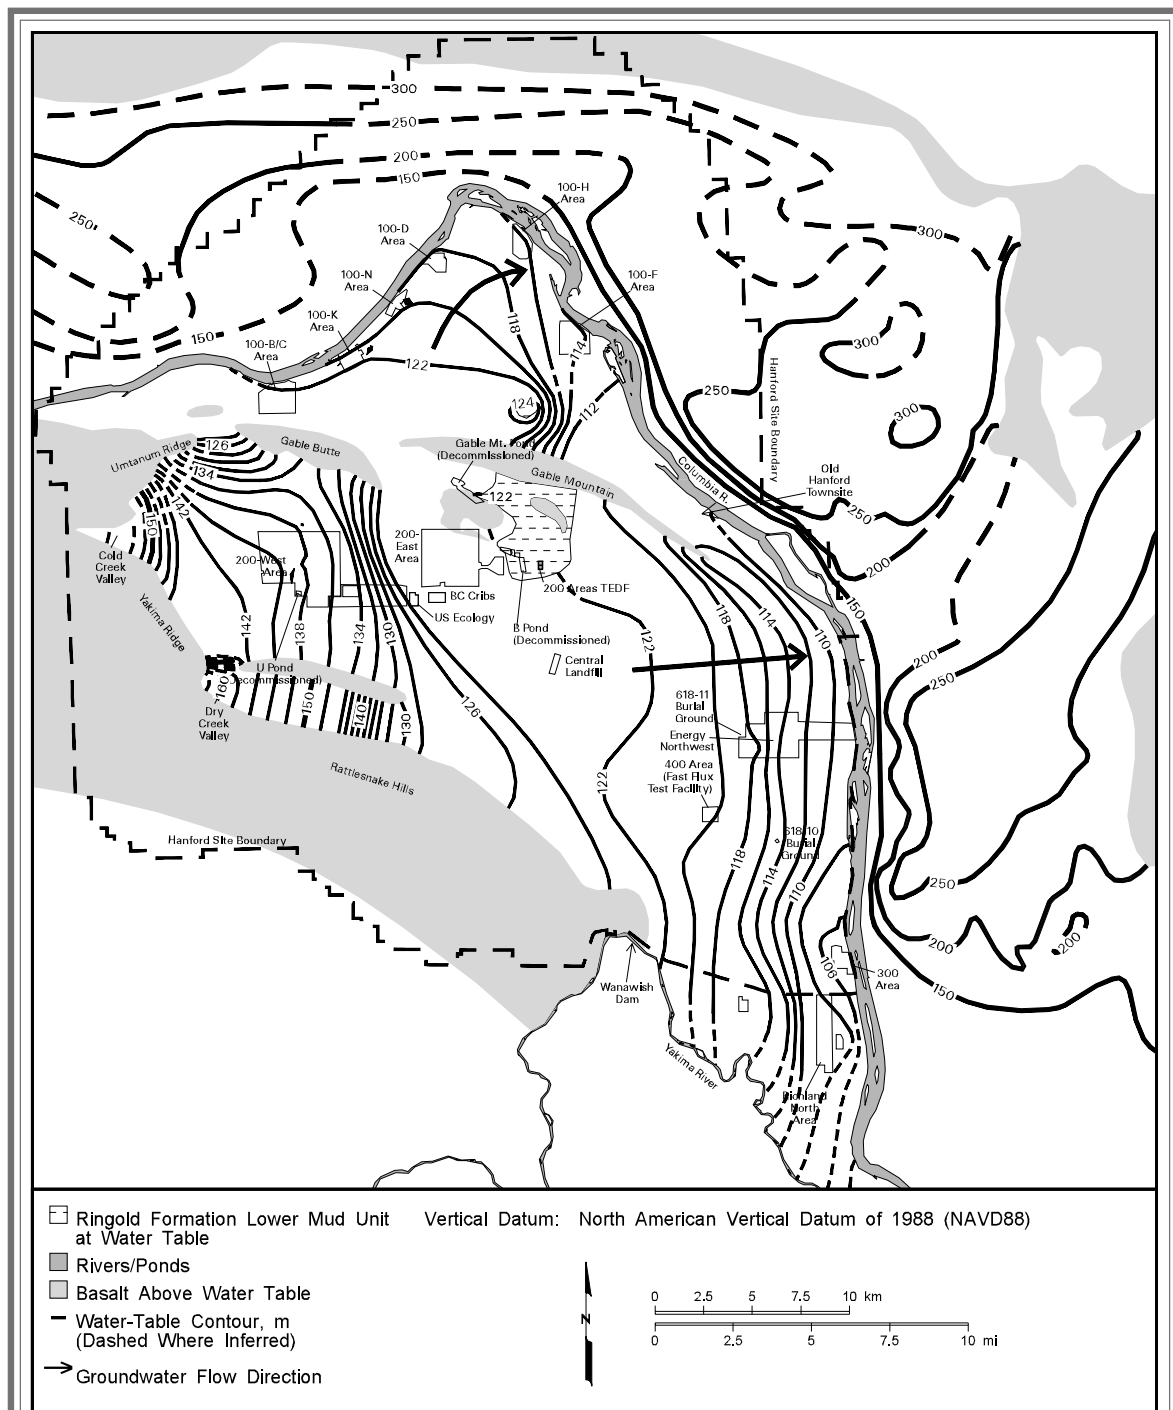 300
250
200
150
100-H
Area
250
100-D
Area
300
100-N
Area
100-F
Area
118
100-K
Area
150
100-B/C
Area
114
300
122
Hanford Site Boundary
250
124
112
300
Umtanum Ridge
126
Gable Butte
Gable Mt. Pond
(Decommissioned)
134
Gable Mountain
Columbia R.
Old
Hanford
Townsite
122
142
150
250
200-West
Area
200-
East
Area
Cold
Creek
Valley
200
200 Areas TEDF
BC Cribs
US Ecology
150
Yakima Ridge
142
138
134
130
118
114
110
B Pond
(Decommissioned)
122
200
U Pond
(Decommissioned)
Central
Landfill
250
160
150
140
130
126
618-11
Burial
Ground
Dry
Creek
Valley
Energy
Northwest
Rattlesnake Hills
122
400 Area
(Fast Flux
Test Facility)
Hanford Site Boundary
618-10
Burial
Ground
118
114
110
250
200
200
106
300
Area
Wanawish
Dam
150
Yakima River
Richland
North
Area
Ringold Formation Lower Mud Unit
at Water Table
Vertical Datum: North American Vertical Datum of 1988 (NAVD88)
Rivers/Ponds
Basalt Above Water Table
Water-Table Contour, m
(Dashed Where Inferred)
Groundwater Flow Direction
N
0 2.5 5 7.5 10 km
0 2.5 5 7.5 10 mi